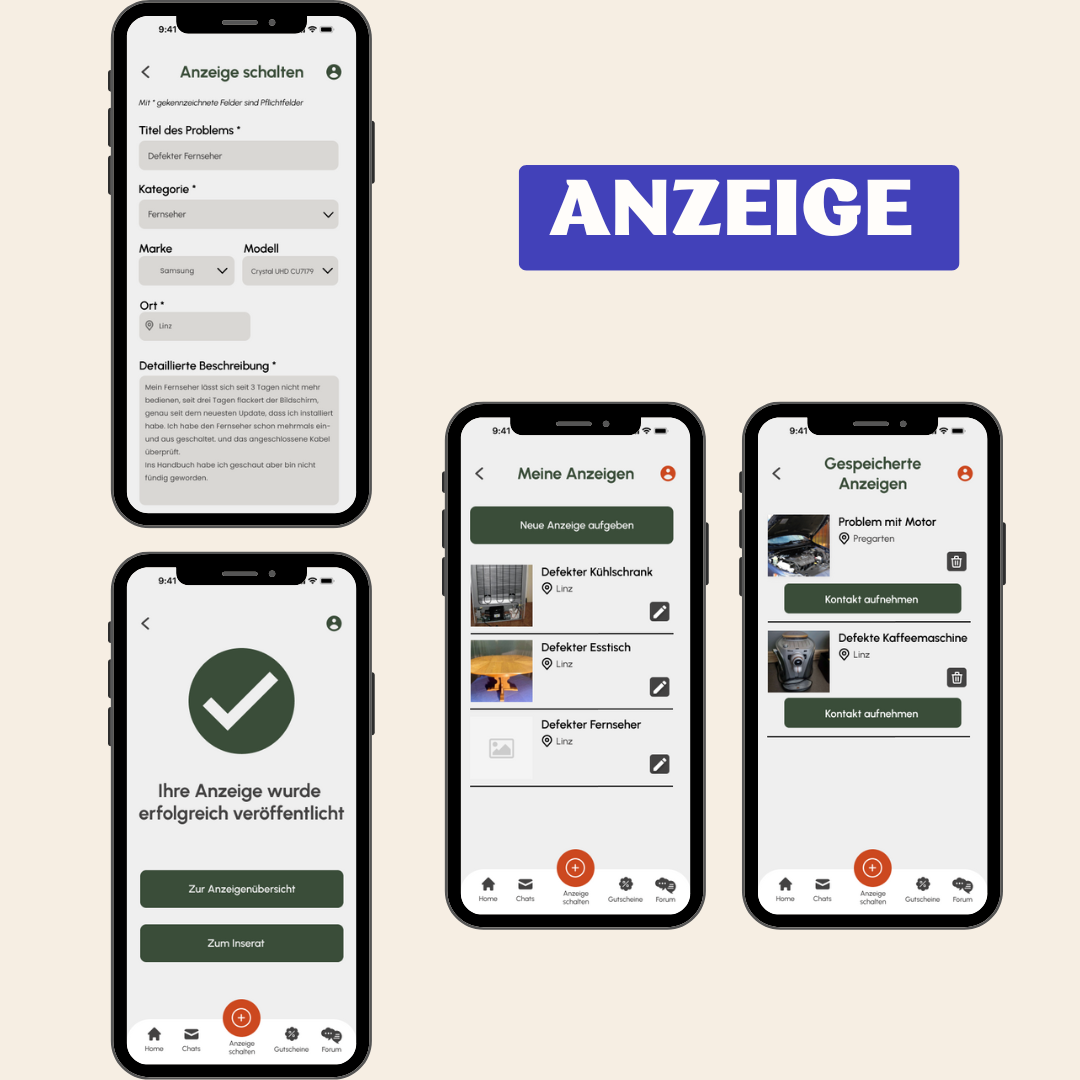 9:41
Anzeige schalten
Mit * gekennzeichnete Felder sind Pflichtfelder
Titel des Problems *
Defekter Fernseher
Kategorie *
Fernseher
Marke
Modell
Samsung
Crystal UHD CU7179
Ort *
Linz
Detaillierte Beschreibung *
Mein Fernseher lässt sich seit 3 Tagen nicht mehr
bedienen, seit drei Tagen flackert der Bildschirm,
genau seit dem neuesten Update, dass ich installiert
habe. Ich habe den Fernseher schon mehrmals ein-
und aus geschaltet. und das angeschlossene Kabel
überprüft.
Ins Handbuch habe ich geschaut aber bin nicht
fündig geworden.
ANZEIGE
9:41
Ihre Anzeige wurde
erfolgreich veröffentlicht
Zur Anzeigenübersicht
Zum Inserat
Home
Chats
Anzeige
schalten
Gutscheine
Forum
9:41
Meine Anzeigen
Neue Anzeige aufgeben
Defekter Kühlschrank
Linz
Defekter Esstisch
Linz
Defekter Fernseher
Linz
Home
Chats
Anzeige
schalten
Gutscheine
Forum
9:41
Gespeicherte
Anzeigen
Problem mit Motor
Pregarten
Kontakt aufnehmen
Defekte Kaffeemaschine
Linz
Kontakt aufnehmen
Home
Chats
Anzeige
schalten
Gutscheine
Forum